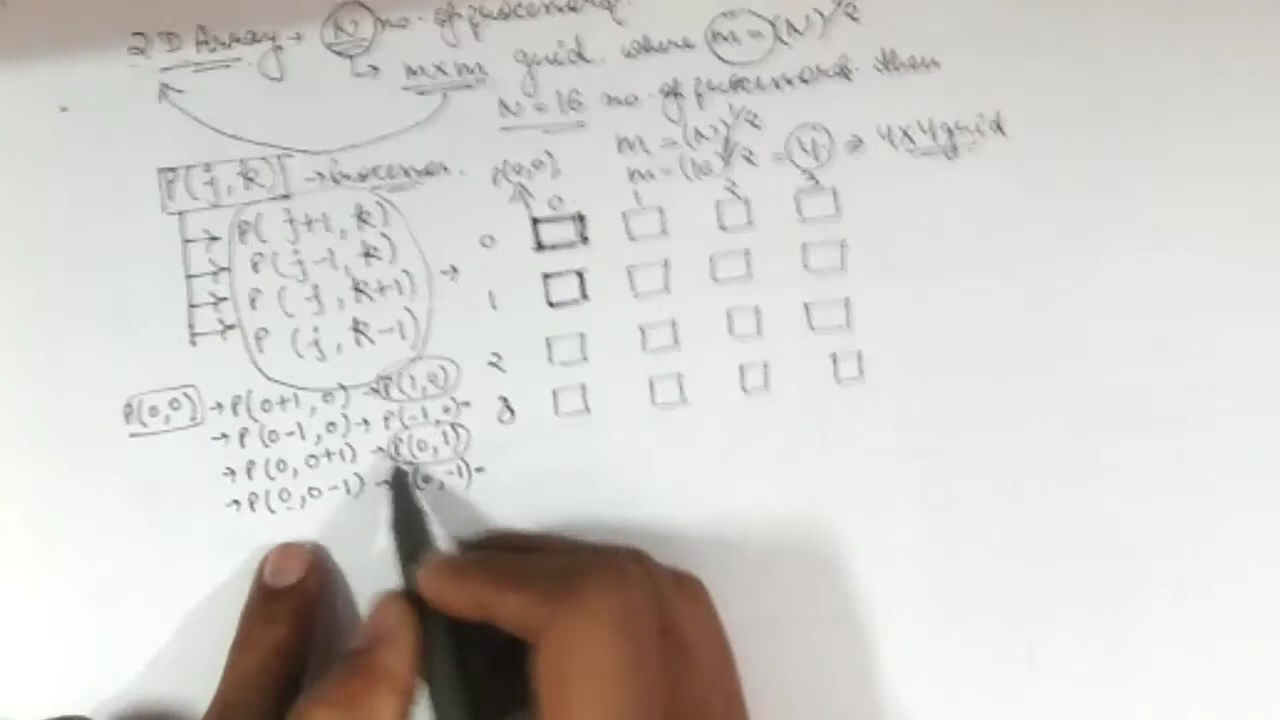 2D Array → N no. of processors.
↳ m×m grid. where m = (N)^1/2
N = 16 no. of processors. then
m = (N)^1/2
m = (16)^1/2 = 4 ⇒ 4×4 grid
P(j,k) → processor. P(0,0)
0 1 2 3
→ P(j+1, k) 0
→ P(j-1, k)
→ P(j, k+1) 1
→ P(j, k-1)
2
P(0,0) → P(0+1, 0) → P(1,0)
→ P(0-1, 0) → P(-1,0)- 3
→ P(0, 0+1) → P(0,1)
→ P(0, 0-1) → (0,-1)-